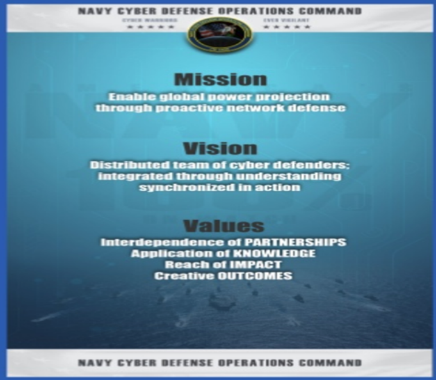 NAVY CYBER DEFENSE OPERATIONS COMMAND
CYBER WARRIORS
EVER VIGILANT
Mission
Enable global power projection
through proactive network defense
Vision
Distributed team of cyber defenders;
integrated through understanding
synchronized in action
Values
Interdependence of PARTNERSHIPS
Application of KNOWLEDGE
Reach of IMPACT
Creative OUTCOMES
NAVY CYBER DEFENSE OPERATIONS COMMAND